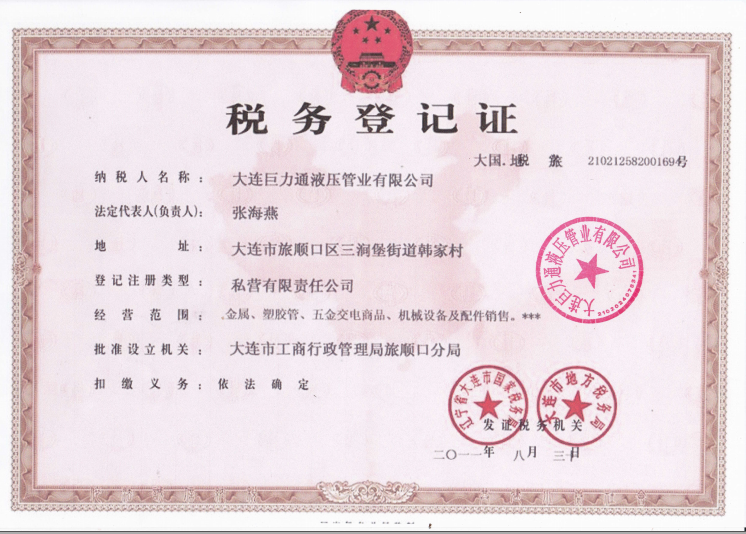 税务登记证
大国.地税 字 21021258200169号
纳税人名称： 大连巨力通液压管业有限公司
法定代表人(负责人)： 张海燕
地址： 大连市旅顺口区三涧堡街道韩家村
登记注册类型： 私营有限责任公司
经营范围： 金属、塑胶管、五金交电商品、机械设备及配件销售。***
批准设立机关： 大连市工商行政管理局旅顺口分局
扣缴义务： 依法确定
大连巨力通液压管业有限公司
辽宁省大连市国家税务局
大连市地方税务局
发证税务机关
二〇一一年 八月 三十日